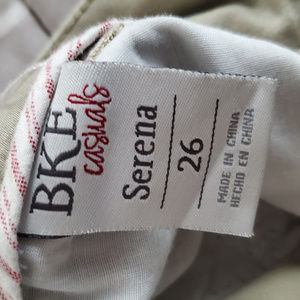 BKE
casuals
Serena
26
MADE IN CHINA
HECHO EN CHINA